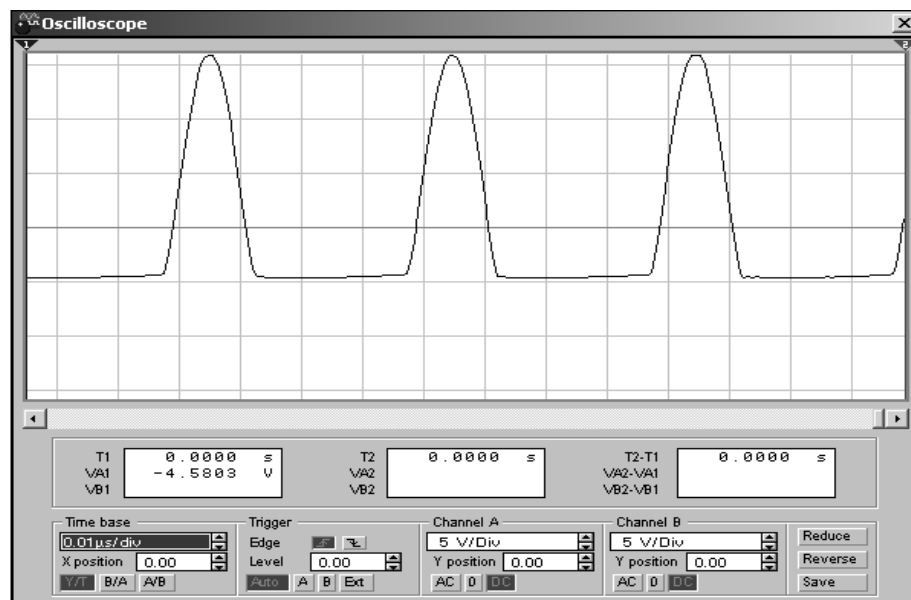 Oscilloscope
1 2
T1 0.0000 s
VA1 -4.5803 V
VB1
T2 0.0000 s
VA2
VB2
T2-T1 0.0000 s
VA2-VA1
VB2-VB1
Time base
0.01µs/div
X position 0.00
Y/T B/A A/B
Trigger
Edge
Level 0.00
Auto A B Ext
Channel A
5 V/Div
Y position 0.00
AC 0 DC
Channel B
5 V/Div
Y position 0.00
AC 0 DC
Reduce
Reverse
Save